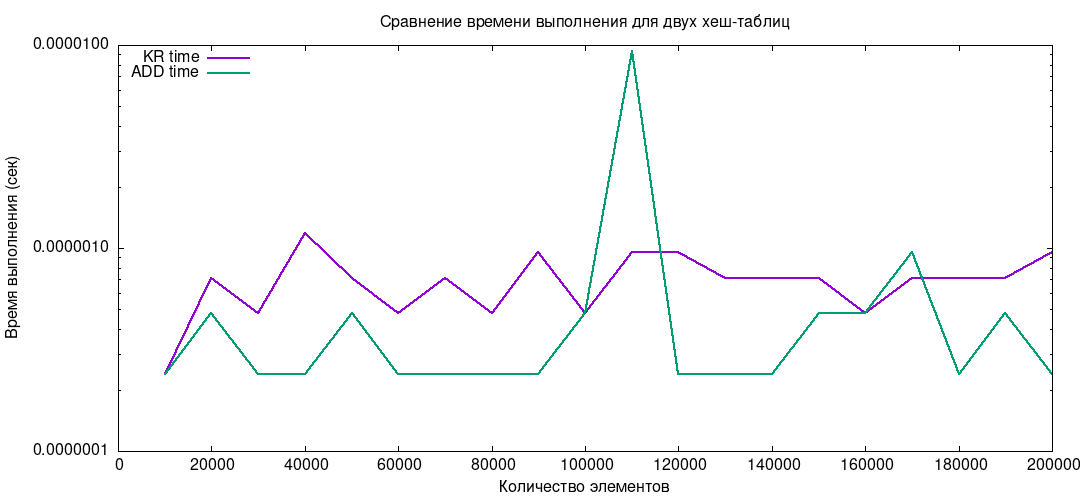 Сравнение времени выполнения для двух хеш-таблиц
0.0000100
KR time
ADD time
Время выполнения (сек)
0.0000010
0.0000001
0 20000 40000 60000 80000 100000 120000 140000 160000 180000 200000
Количество элементов